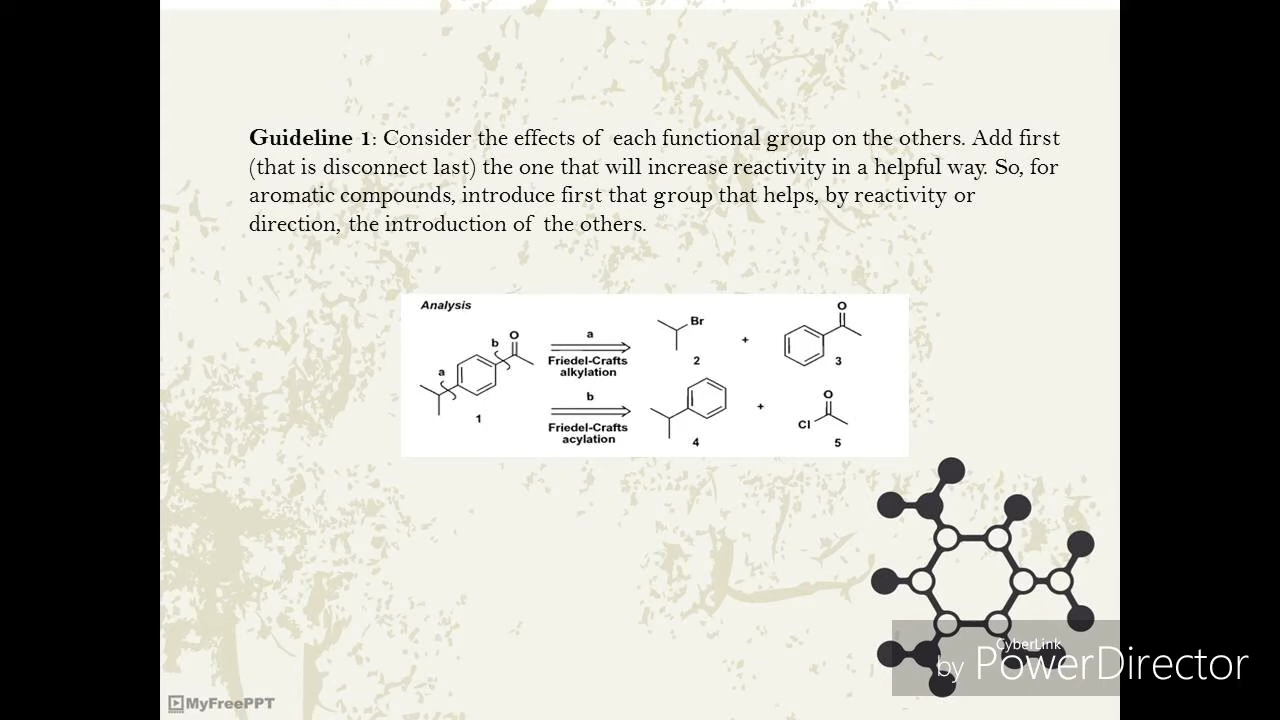 Guideline 1: Consider the effects of each functional group on the others. Add first
(that is disconnect last) the one that will increase reactivity in a helpful way. So, for
aromatic compounds, introduce first that group that helps, by reactivity or
direction, the introduction of the others.
Analysis
a
b
O
1
a
Friedel-Crafts
alkylation
Br
2
+
O
3
b
Friedel-Crafts
acylation
4
+
O
Cl
5
CyberLink
by PowerDirector
MyFreePPT